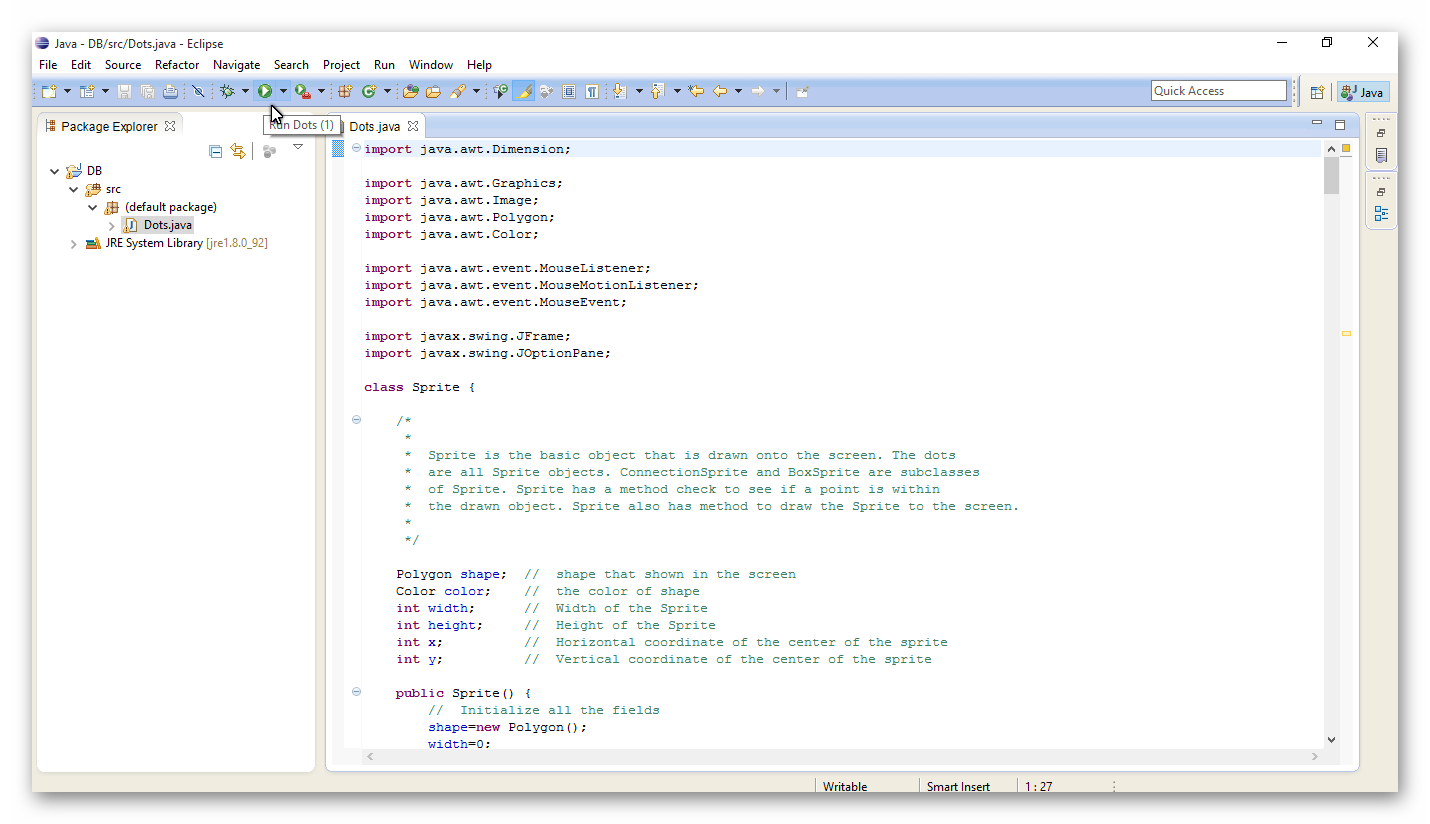 Java - DB/src/Dots.java - Eclipse
File Edit Source Refactor Navigate Search Project Run Window Help
Quick Access
Java
Package Explorer
Run Dots (1)
Dots.java
DB
src
(default package)
Dots.java
JRE System Library [jre1.8.0_92]
import java.awt.Dimension;
import java.awt.Graphics;
import java.awt.Image;
import java.awt.Polygon;
import java.awt.Color;
import java.awt.event.MouseListener;
import java.awt.event.MouseMotionListener;
import java.awt.event.MouseEvent;
import javax.swing.JFrame;
import javax.swing.JOptionPane;
class Sprite {
/*
*
* Sprite is the basic object that is drawn onto the screen. The dots
* are all Sprite objects. ConnectionSprite and BoxSprite are subclasses
* of Sprite. Sprite has a method check to see if a point is within
* the drawn object. Sprite also has method to draw the Sprite to the screen.
*
*/
Polygon shape; // shape that shown in the screen
Color color; // the color of shape
int width; // Width of the Sprite
int height; // Height of the Sprite
int x; // Horizontal coordinate of the center of the sprite
int y; // Vertical coordinate of the center of the sprite
public Sprite() {
// Initialize all the fields
shape=new Polygon();
width=0;
Writable Smart Insert 1 : 27